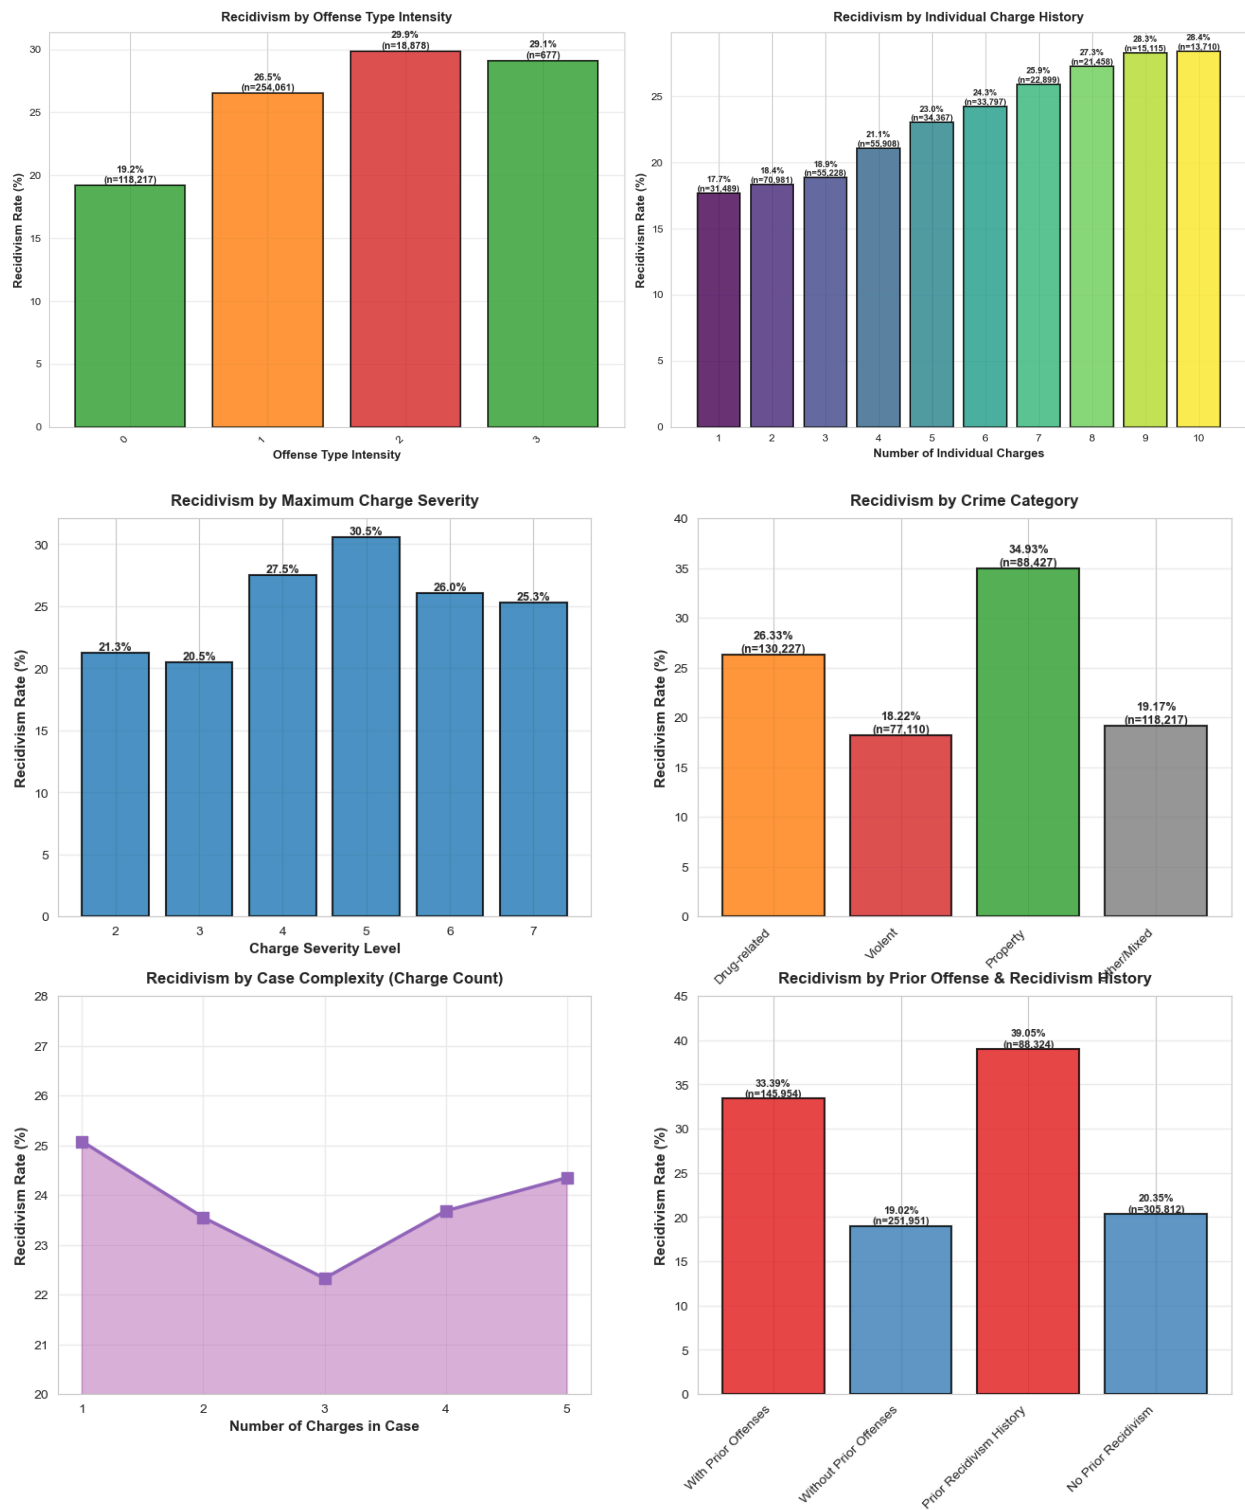 Recidivism by Offense Type Intensity
Recidivism Rate (%)
30
25
20
15
10
5
0
19.2%
(n=118,217)
26.5%
(n=254,061)
29.9%
(n=18,878)
29.1%
(n=677)
0
1
2
3
Offense Type Intensity
Recidivism by Individual Charge History
Recidivism Rate (%)
25
20
15
10
5
0
17.7%
(n=31,489)
18.4%
(n=70,981)
18.9%
(n=55,228)
21.1%
(n=55,908)
23.0%
(n=34,367)
24.3%
(n=33,797)
25.9%
(n=22,899)
27.3%
(n=21,458)
28.3%
(n=15,115)
28.4%
(n=13,710)
1 2 3 4 5 6 7 8 9 10
Number of Individual Charges
Recidivism by Maximum Charge Severity
Recidivism Rate (%)
30
25
20
15
10
5
0
21.3%
20.5%
27.5%
30.5%
26.0%
25.3%
2 3 4 5 6 7
Charge Severity Level
Recidivism by Crime Category
Recidivism Rate (%)
40
35
30
25
20
15
10
5
0
26.33%
(n=130,227)
18.22%
(n=77,110)
34.93%
(n=88,427)
19.17%
(n=118,217)
Drug-related
Violent
Property
Other/Mixed
Recidivism by Case Complexity (Charge Count)
Recidivism Rate (%)
28
27
26
25
24
23
22
21
20
1 2 3 4 5
Number of Charges in Case
Recidivism by Prior Offense & Recidivism History
Recidivism Rate (%)
45
40
35
30
25
20
15
10
5
0
33.39%
(n=145,954)
19.02%
(n=251,951)
39.05%
(n=88,324)
20.35%
(n=305,812)
With Prior Offenses
Without Prior Offenses
Prior Recidivism History
No Prior Recidivism